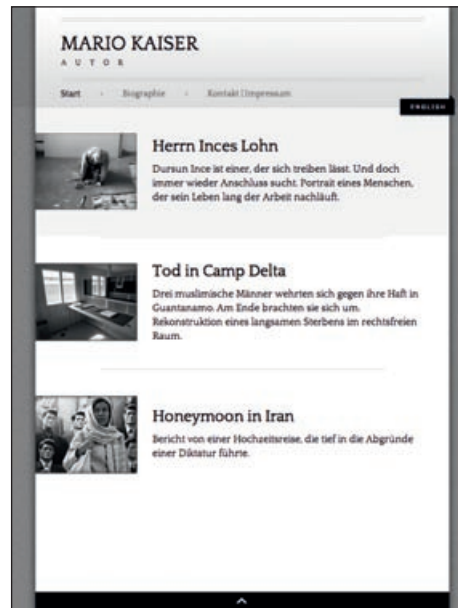 MARIO KAISER
AUTOR
Start • Biographie • Kontakt | Impressum
ENGLISH
Herrn Inces Lohn
Dursun Ince ist einer, der sich treiben lässt. Und doch
immer wieder Anschluss sucht. Portrait eines Menschen,
der sein Leben lang der Arbeit nachläuft.
Tod in Camp Delta
Drei muslimische Männer wehrten sich gegen ihre Haft in
Guantanamo. Am Ende brachten sie sich um.
Rekonstruktion eines langsamen Sterbens im rechtsfreien
Raum.
Honeymoon in Iran
Bericht von einer Hochzeitsreise, die tief in die Abgründe
einer Diktatur führte.